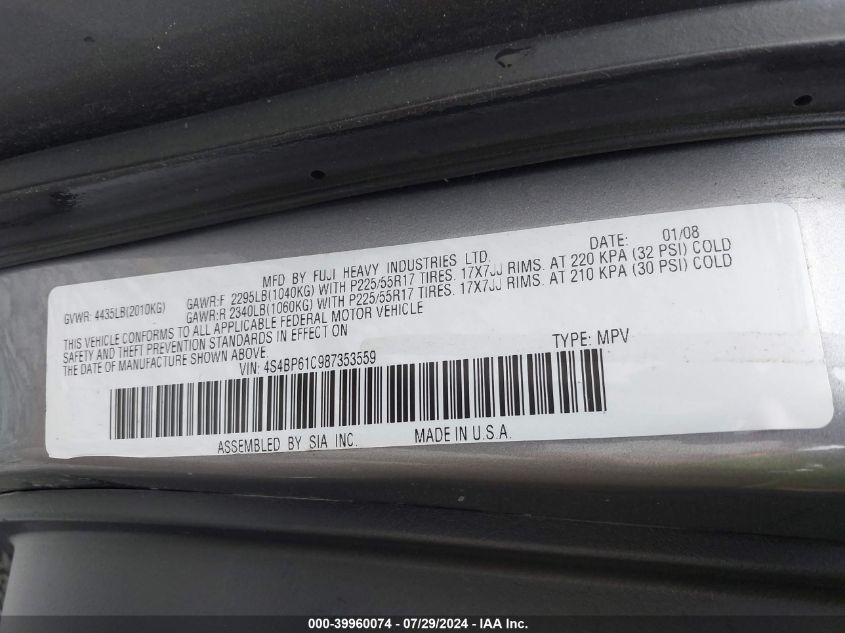 MFD BY FUJI HEAVY INDUSTRIES LTD. DATE: 01/08
GVWR: 4435LB(2010KG) GAWR:F 2295LB(1040KG) WITH P225/55R17 TIRES. 17X7JJ RIMS. AT 220 KPA (32 PSI) COLD
GAWR:R 2340LB(1060KG) WITH P225/55R17 TIRES. 17X7JJ RIMS. AT 210 KPA (30 PSI) COLD
THIS VEHICLE CONFORMS TO ALL APPLICABLE FEDERAL MOTOR VEHICLE
SAFETY AND THEFT PREVENTION STANDARDS IN EFFECT ON
THE DATE OF MANUFACTURE SHOWN ABOVE.
VIN: 4S4BP61C987353559 TYPE: MPV
ASSEMBLED BY SIA INC. MADE IN U.S.A.
000-39960074 - 07/29/2024 - IAA Inc.